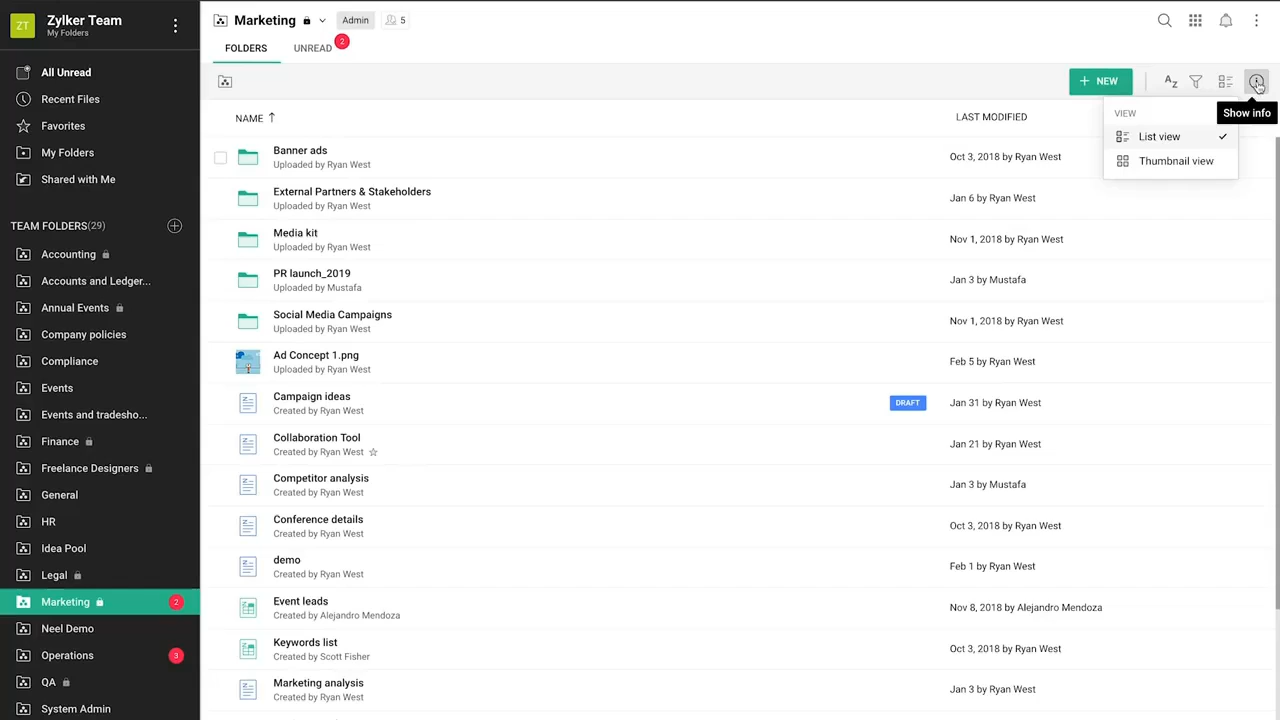 ZT
Zylker Team
My Folders
All Unread
Recent Files
Favorites
My Folders
Shared with Me
TEAM FOLDERS(29)
Accounting
Accounts and Ledger...
Annual Events
Company policies
Compliance
Events
Events and tradesho...
Finance
Freelance Designers
General
HR
Idea Pool
Legal
Marketing 2
Neel Demo
Operations 3
QA
System Admin
Marketing Admin 5
FOLDERS UNREAD 2
NEW
VIEW
List view
Thumbnail view
Show info
NAME LAST MODIFIED
Banner ads
Uploaded by Ryan West
Oct 3, 2018 by Ryan West
External Partners & Stakeholders
Uploaded by Ryan West
Jan 6 by Ryan West
Media kit
Uploaded by Ryan West
Nov 1, 2018 by Ryan West
PR launch_2019
Uploaded by Mustafa
Jan 3 by Mustafa
Social Media Campaigns
Uploaded by Ryan West
Nov 1, 2018 by Ryan West
Ad Concept 1.png
Uploaded by Ryan West
Feb 5 by Ryan West
Campaign ideas
Created by Ryan West
DRAFT
Jan 31 by Ryan West
Collaboration Tool
Created by Ryan West
Jan 21 by Ryan West
Competitor analysis
Created by Ryan West
Jan 3 by Mustafa
Conference details
Created by Ryan West
Oct 3, 2018 by Ryan West
demo
Created by Ryan West
Feb 1 by Ryan West
Event leads
Created by Alejandro Mendoza
Nov 8, 2018 by Alejandro Mendoza
Keywords list
Created by Scott Fisher
Oct 3, 2018 by Ryan West
Marketing analysis
Created by Ryan West
Jan 3 by Ryan West